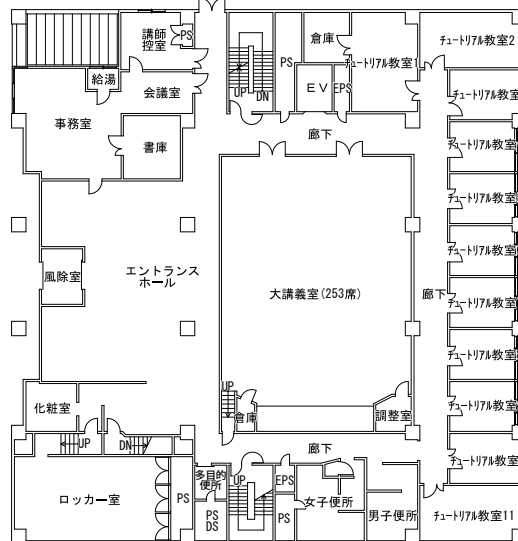 講師
控室
PS
倉庫
チュートリアル教室2
給湯
会議室
UP
DN
PS
EV
EPS
チュートリアル教室1
チュートリアル教室
事務室
書庫
廊下
チュートリアル教室
チュートリアル教室
風除室
エントランス
ホール
大講義室(253席)
廊下
チュートリアル教室
チュートリアル教室
チュートリアル教室
チュートリアル教室
化粧室
UP
倉庫
調整室
UP
DN
廊下
チュートリアル教室
ロッカー室
PS
多目的
便所
PS
DS
UP
EPS
PS
女子便所
男子便所
チュートリアル教室11